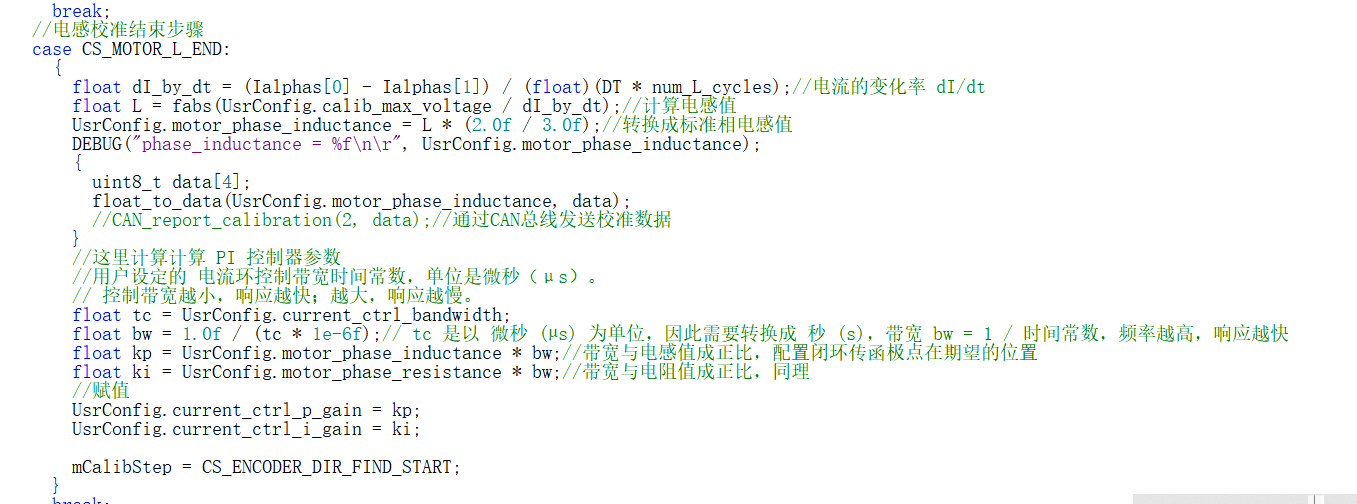 break;
//电感校准结束步骤
case CS_MOTOR_L_END:
{
float dI_by_dt = (Ialphas[0] - Ialphas[1]) / (float)(DT * num_L_cycles);//电流的变化率 dI/dt
float L = fabs(UsrConfig.calib_max_voltage / dI_by_dt);//计算电感值
UsrConfig.motor_phase_inductance = L * (2.0f / 3.0f);//转换成标准相电感值
DEBUG("phase_inductance = %f\n\r", UsrConfig.motor_phase_inductance);
{
uint8_t data[4];
float_to_data(UsrConfig.motor_phase_inductance, data);
//CAN_report_calibration(2, data);//通过CAN总线发送校准数据
}
//这里计算计算 PI 控制器参数
//用户设定的 电流环控制带宽时间常数，单位是微秒（μs）。
// 控制带宽越小，响应越快；越大，响应越慢。
float tc = UsrConfig.current_ctrl_bandwidth;
float bw = 1.0f / (tc * 1e-6f);// tc 是以 微秒 (μs) 为单位，因此需要转换成 秒 (s)，带宽 bw = 1 / 时间常数，频率越高，响应越快
float kp = UsrConfig.motor_phase_inductance * bw;//带宽与电感值成正比，配置闭环传函极点在期望的位置
float ki = UsrConfig.motor_phase_resistance * bw;//带宽与电阻值成正比，同理
//赋值
UsrConfig.current_ctrl_p_gain = kp;
UsrConfig.current_ctrl_i_gain = ki;
mCalibStep = CS_ENCODER_DIR_FIND_START;
}
break;